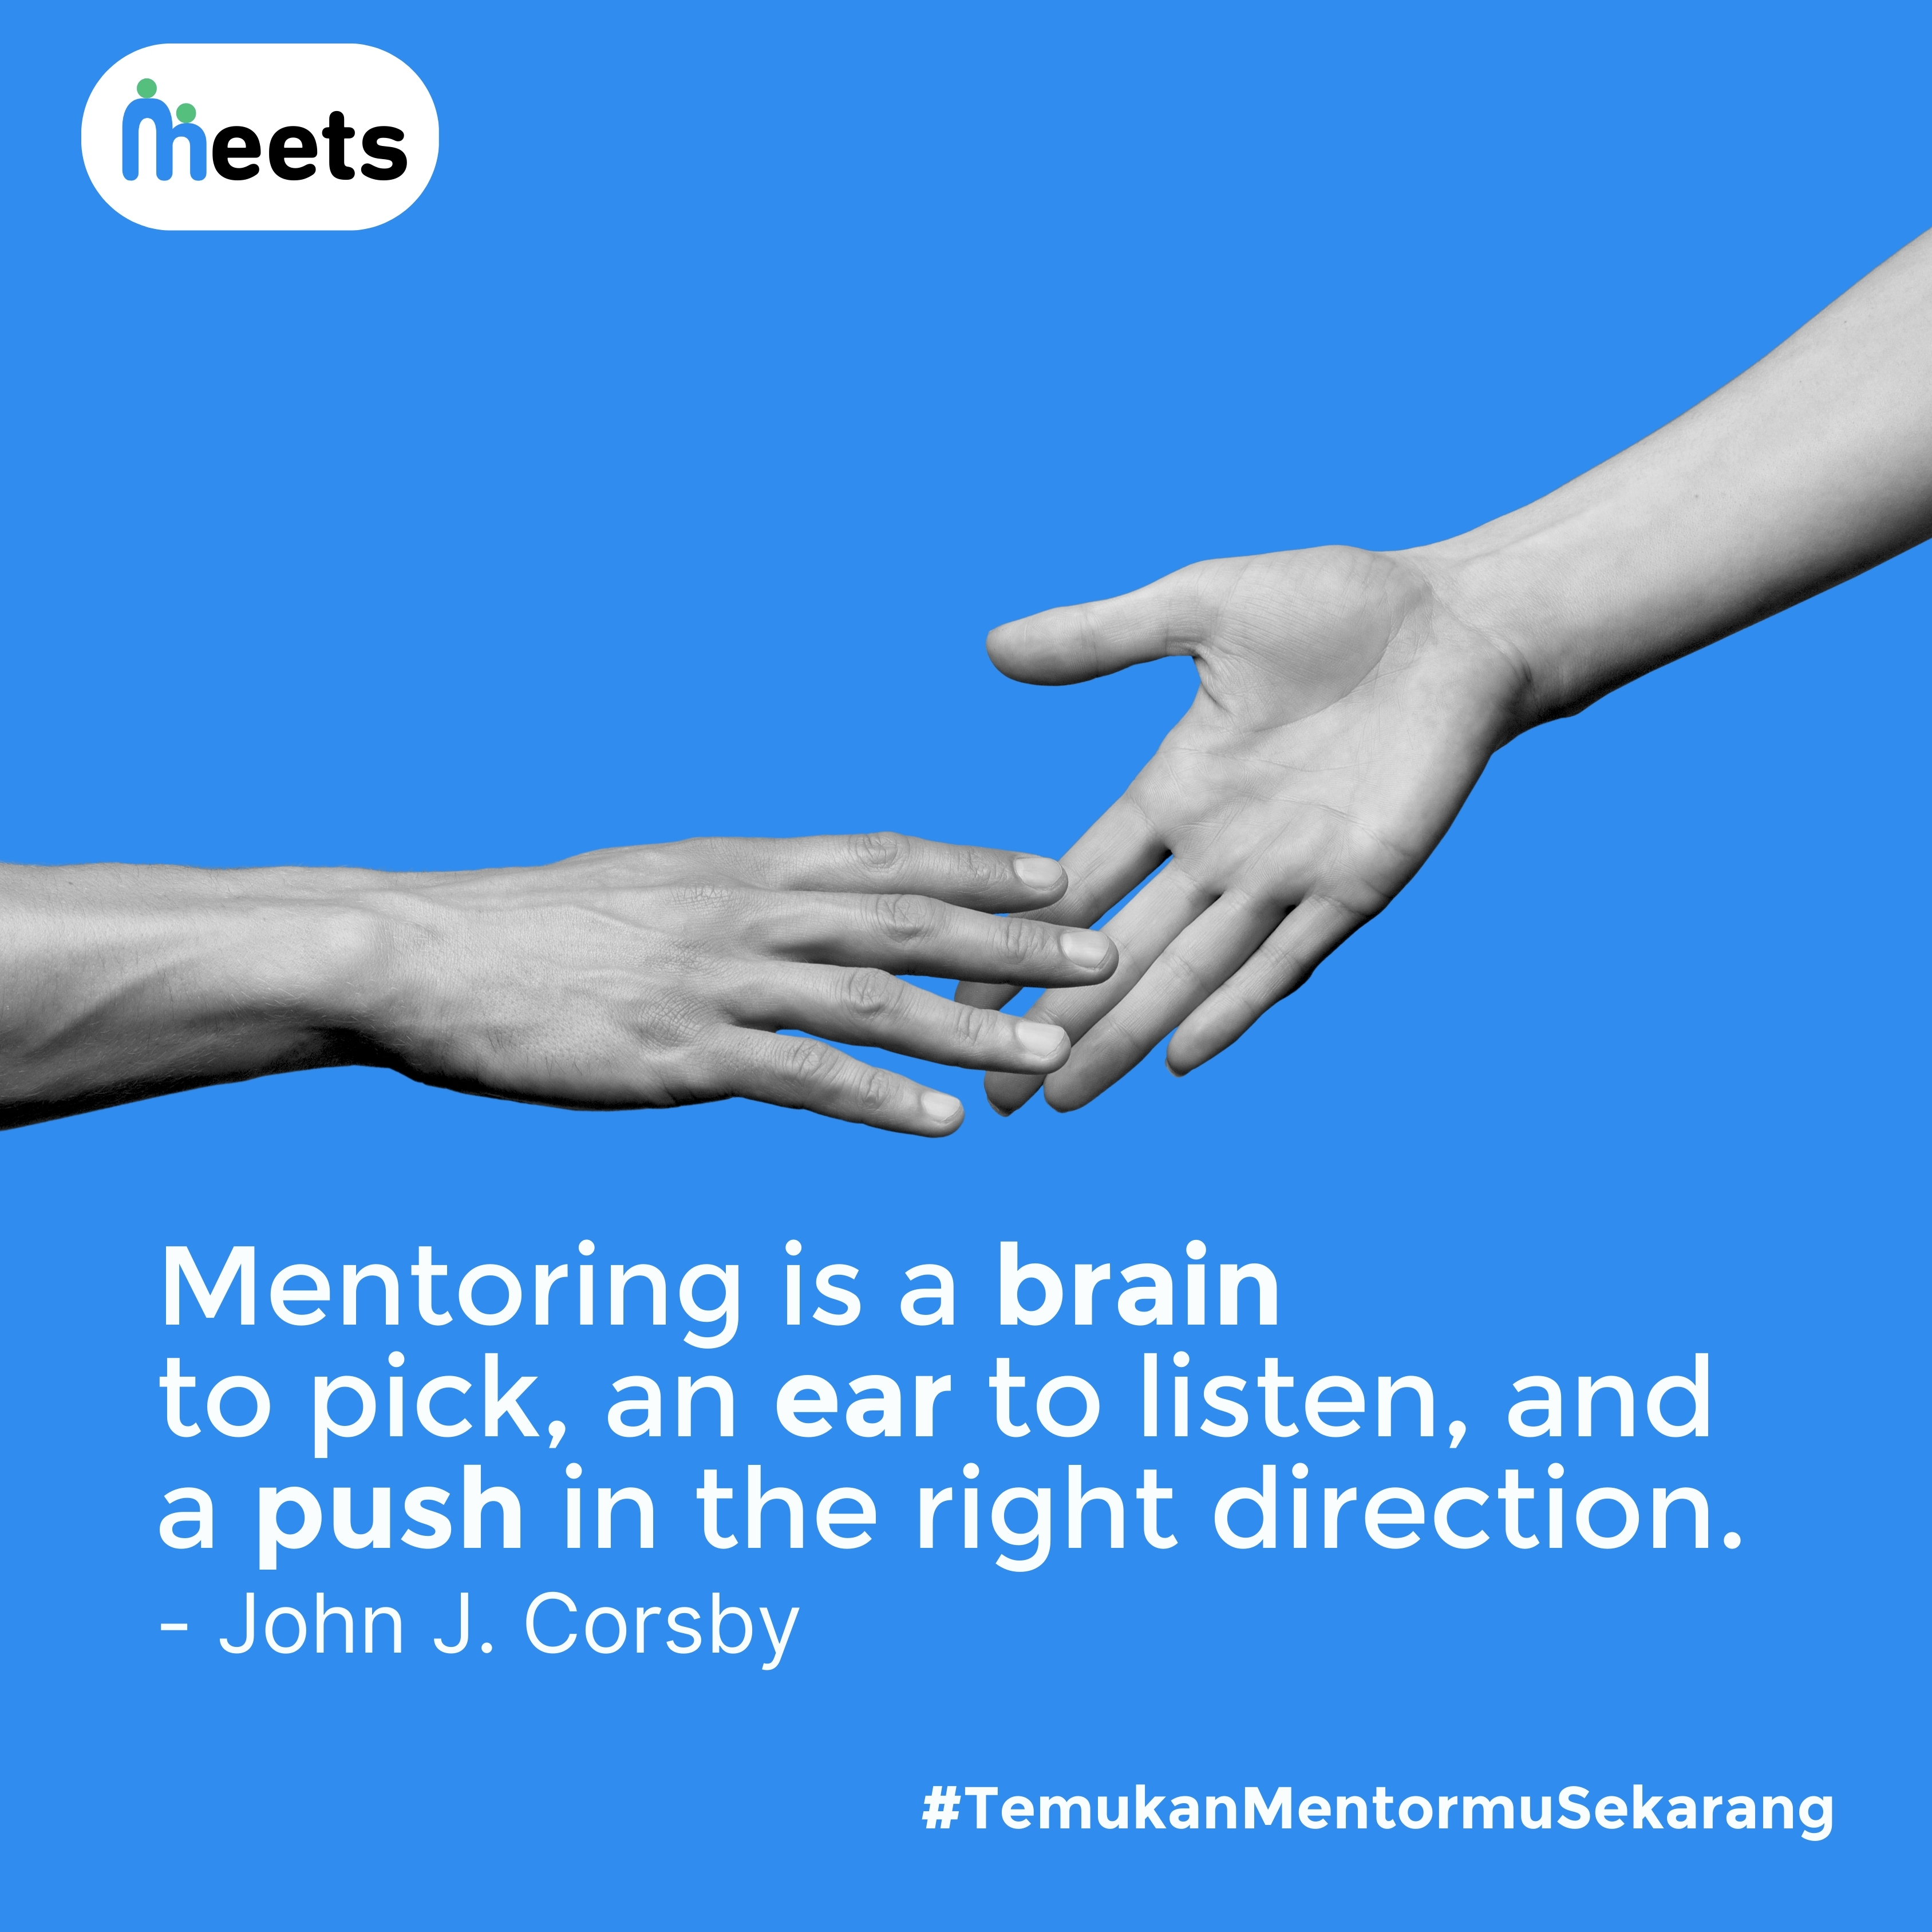 meets
Mentoring is a brain
to pick, an ear to listen, and
a push in the right direction.
- John J. Corsby
#TemukanMentormuSekarang